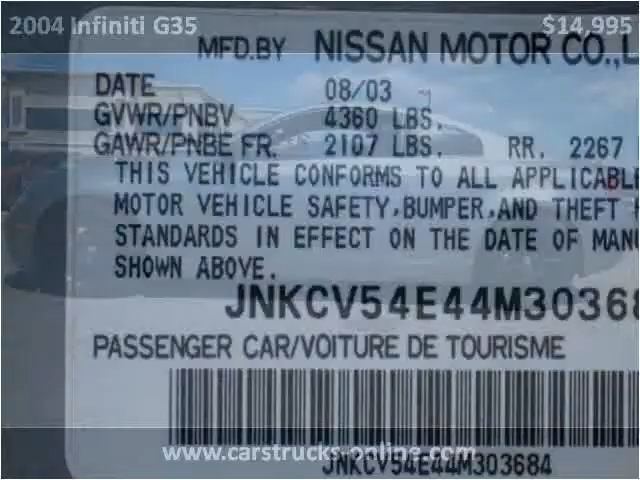 2004 Infiniti G35
$14,995
MFD.BY NISSAN MOTOR CO.,L
DATE 08/03
GVWR/PNBV 4360 LBS.
GAWR/PNBE FR. 2107 LBS. RR. 2267
THIS VEHICLE CONFORMS TO ALL APPLICABLE
MOTOR VEHICLE SAFETY,BUMPER,AND THEFT
STANDARDS IN EFFECT ON THE DATE OF MANU
SHOWN ABOVE.
JNKCV54E44M30368
PASSENGER CAR/VOITURE DE TOURISME
www.carstrucks-online.com
JNKCV54E44M303684